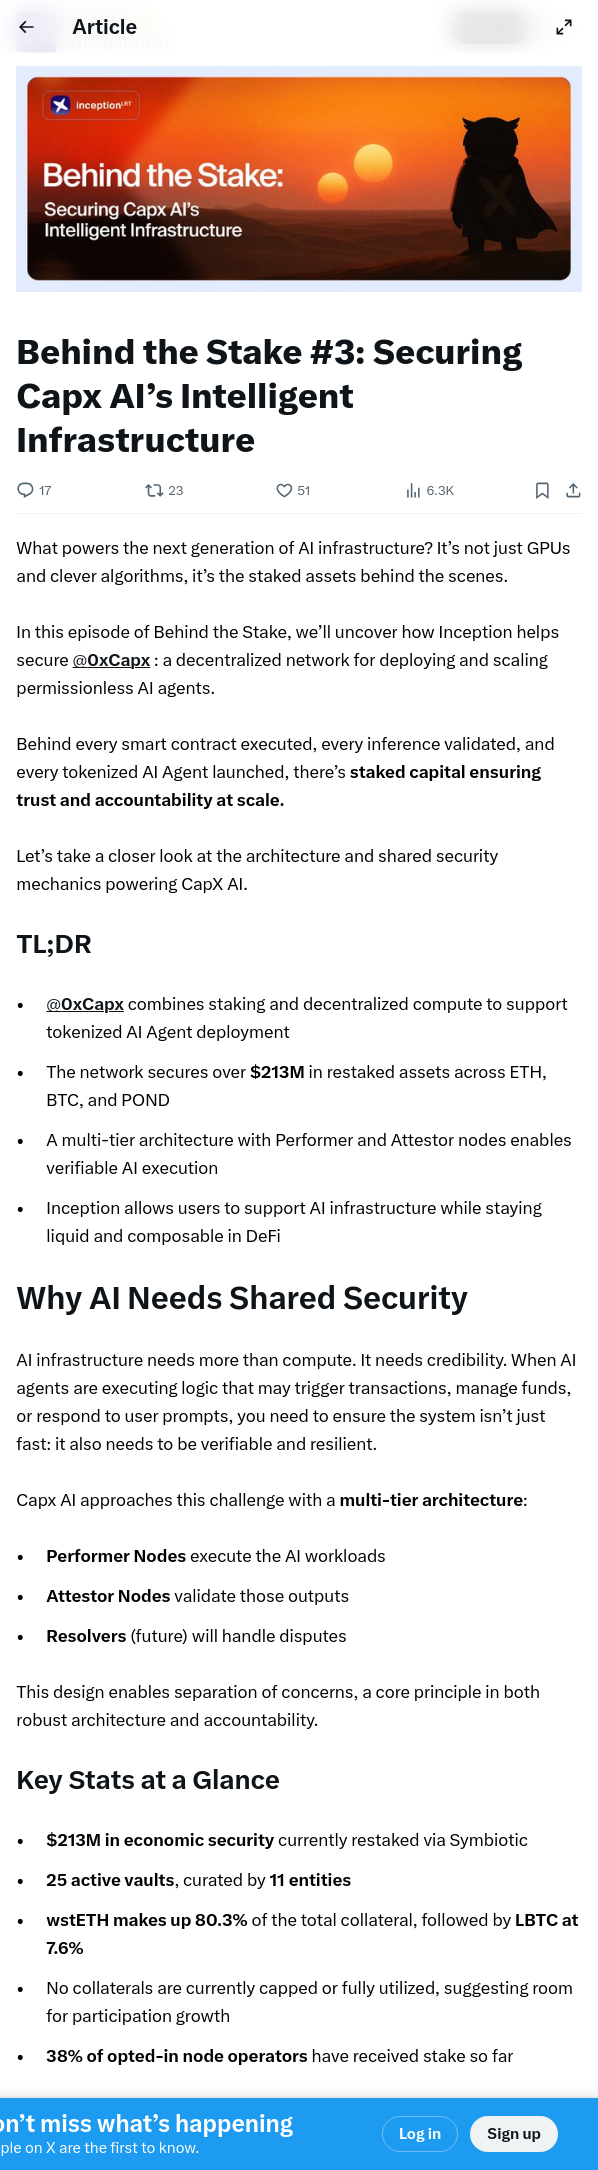 Article
inceptionLRT
Behind the Stake:
Securing Capx AI's
Intelligent Infrastructure
Behind the Stake #3: Securing
Capx AI’s Intelligent
Infrastructure
17 23 51 6.3K
What powers the next generation of AI infrastructure? It’s not just GPUs
and clever algorithms, it’s the staked assets behind the scenes.
In this episode of Behind the Stake, we’ll uncover how Inception helps
secure @0xCapx : a decentralized network for deploying and scaling
permissionless AI agents.
Behind every smart contract executed, every inference validated, and
every tokenized AI Agent launched, there’s staked capital ensuring
trust and accountability at scale.
Let’s take a closer look at the architecture and shared security
mechanics powering CapX AI.
TL;DR
• @0xCapx combines staking and decentralized compute to support
tokenized AI Agent deployment
• The network secures over $213M in restaked assets across ETH,
BTC, and POND
• A multi-tier architecture with Performer and Attestor nodes enables
verifiable AI execution
• Inception allows users to support AI infrastructure while staying
liquid and composable in DeFi
Why AI Needs Shared Security
AI infrastructure needs more than compute. It needs credibility. When AI
agents are executing logic that may trigger transactions, manage funds,
or respond to user prompts, you need to ensure the system isn’t just
fast: it also needs to be verifiable and resilient.
Capx AI approaches this challenge with a multi-tier architecture:
• Performer Nodes execute the AI workloads
• Attestor Nodes validate those outputs
• Resolvers (future) will handle disputes
This design enables separation of concerns, a core principle in both
robust architecture and accountability.
Key Stats at a Glance
• $213M in economic security currently restaked via Symbiotic
• 25 active vaults, curated by 11 entities
• wstETH makes up 80.3% of the total collateral, followed by LBTC at
7.6%
• No collaterals are currently capped or fully utilized, suggesting room
for participation growth
• 38% of opted-in node operators have received stake so far
on’t miss what’s happening
ple on X are the first to know.
Log in
Sign up